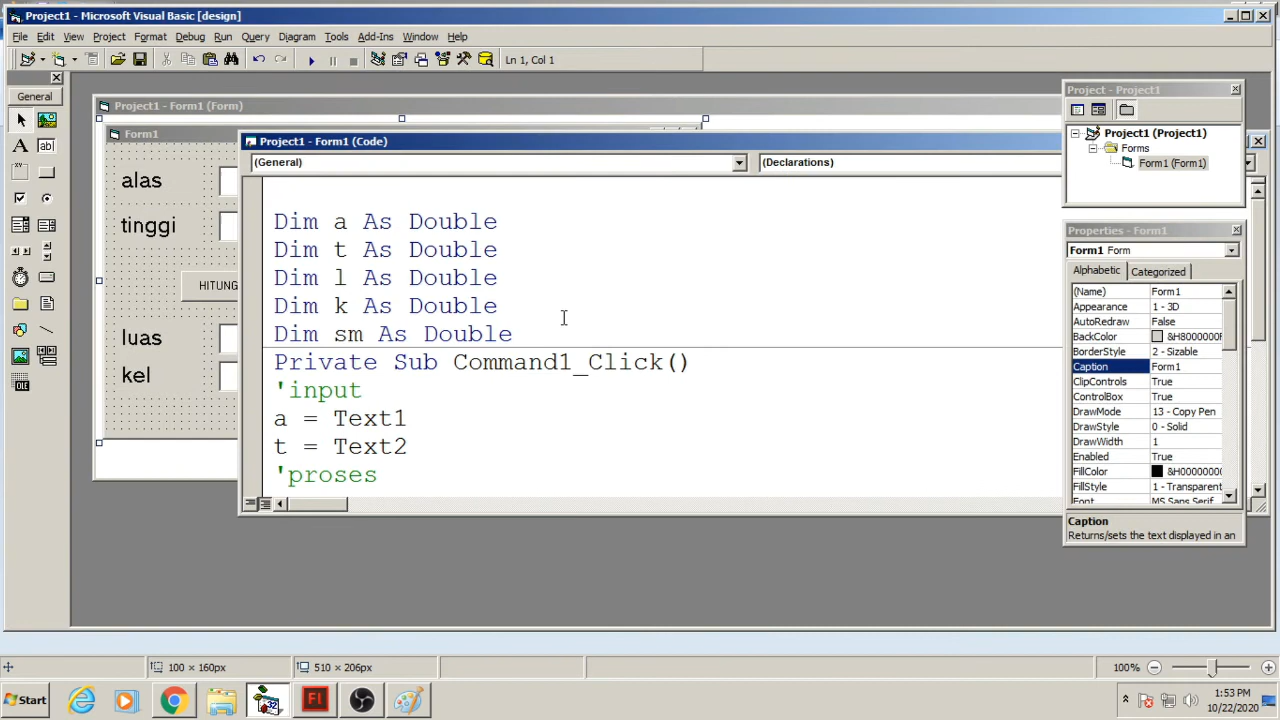 Project1 - Microsoft Visual Basic [design]
File Edit View Project Format Debug Run Query Diagram Tools Add-Ins Window Help
Ln 1, Col 1
General
Project1 - Form1 (Form)
Form1
alas
tinggi
HITUNG
luas
kel
Project1 - Form1 (Code)
(General)
(Declarations)
Dim a As Double
Dim t As Double
Dim l As Double
Dim k As Double
Dim sm As Double
Private Sub Command1_Click()
'input
a = Text1
t = Text2
'proses
Project - Project1
Project1 (Project1)
Forms
Form1 (Form1)
Properties - Form1
Form1 Form
Alphabetic Categorized
(Name) Form1
Appearance 1 - 3D
AutoRedraw False
BackColor &H8000000
BorderStyle 2 - Sizable
Caption Form1
ClipControls True
ControlBox True
DrawMode 13 - Copy Pen
DrawStyle 0 - Solid
DrawWidth 1
Enabled True
FillColor &H0000000
FillStyle 1 - Transparent
Font MS Sans Serif
Caption
Returns/sets the text displayed in an
100 × 160px
510 × 206px
100%
Start
1:53 PM
10/22/2020